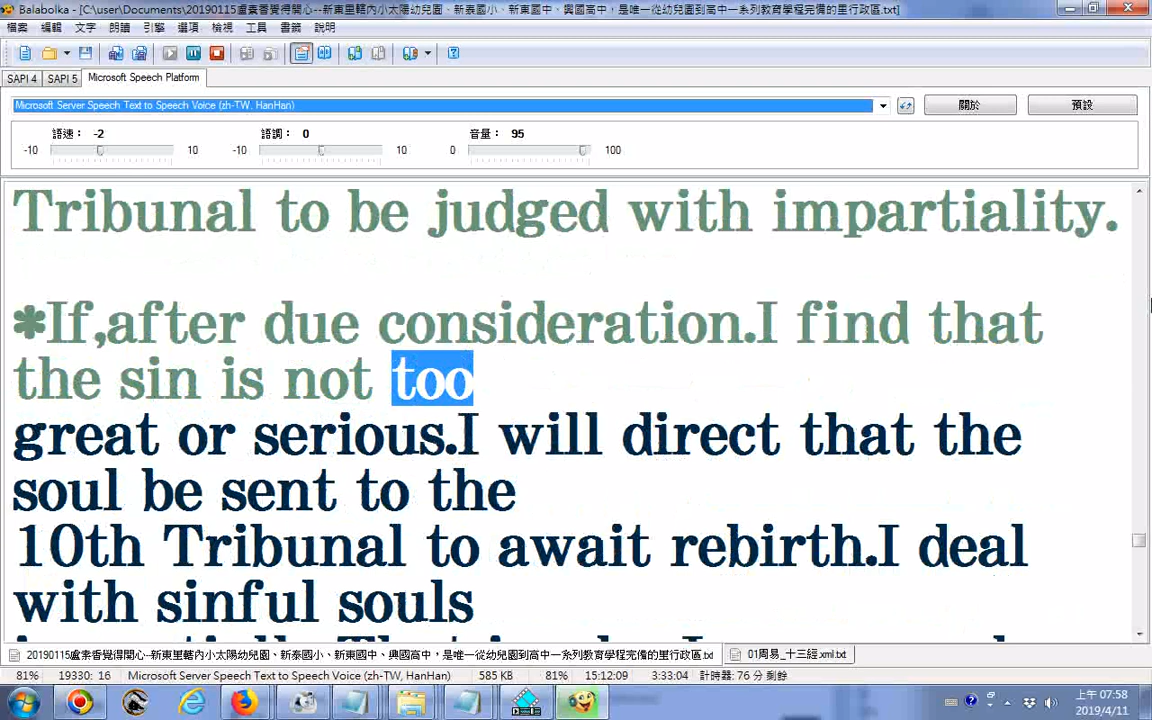 Balabolka - [C:\user\Documents\20190115盧素香覺得開心--新東里轄內小太陽幼兒園、新泰國小、新東國中、興國高中，是唯一從幼兒園到高中一系列教育學程完備的里行政區.txt]
檔案 編輯 文字 朗讀 引擎 選項 檢視 工具 書籤 說明
SAPI 4 SAPI 5 Microsoft Speech Platform
Microsoft Server Speech Text to Speech Voice (zh-TW, HanHan) 關於 預設
語速： -2 語調： 0 音量： 95
-10 10 -10 10 0 100
Tribunal to be judged with impartiality.
*If,after due consideration.I find that
the sin is not too
great or serious.I will direct that the
soul be sent to the
10th Tribunal to await rebirth.I deal
with sinful souls
20190115盧素香覺得開心--新東里轄內小太陽幼兒園、新泰國小、新東國中、興國高中，是唯一從幼兒園到高中一系列教育學程完備的里行政區.txt 01周易_十三經.xml.txt
81% 19330: 16 Microsoft Server Speech Text to Speech Voice (zh-TW, HanHan) 585 KB 81% 15:12:09 3:33:04 計時器: 76 分 剩餘
上午 07:58
2019/4/11